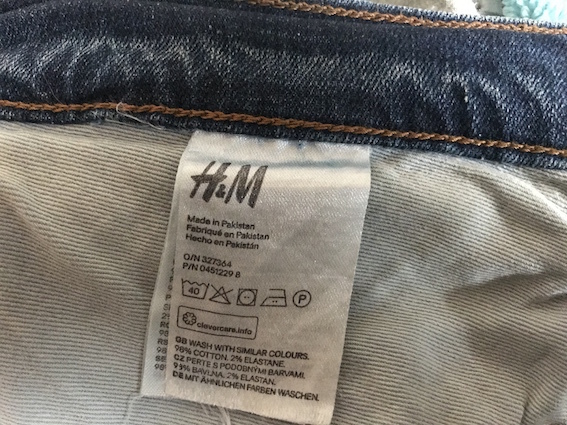 H&M
Made in Pakistan
Fabriqué en Pakistan
Hecho en Pakistán
O/N 327364
P/N 0451229 8
40 P
clevercare.info
GB WASH WITH SIMILAR COLOURS.
98% COTTON. 2% ELASTANE.
CZ PERTE S PODOBNÝMI BARVAMI.
98% BAVLNA. 2% ELASTAN.
DE MIT ÄHNLICHEN FARBEN WASCHEN.